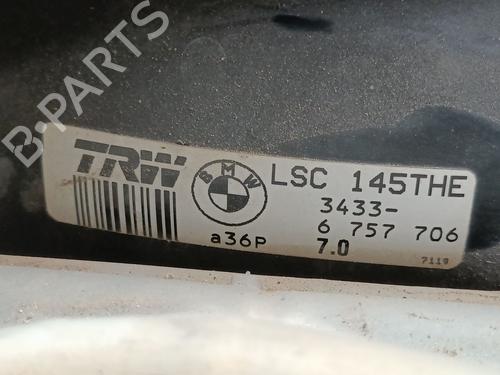 B-PARTS
TRW
BMW
LSC 145THE
3433-
6 757 706
a36P
7.0
7119